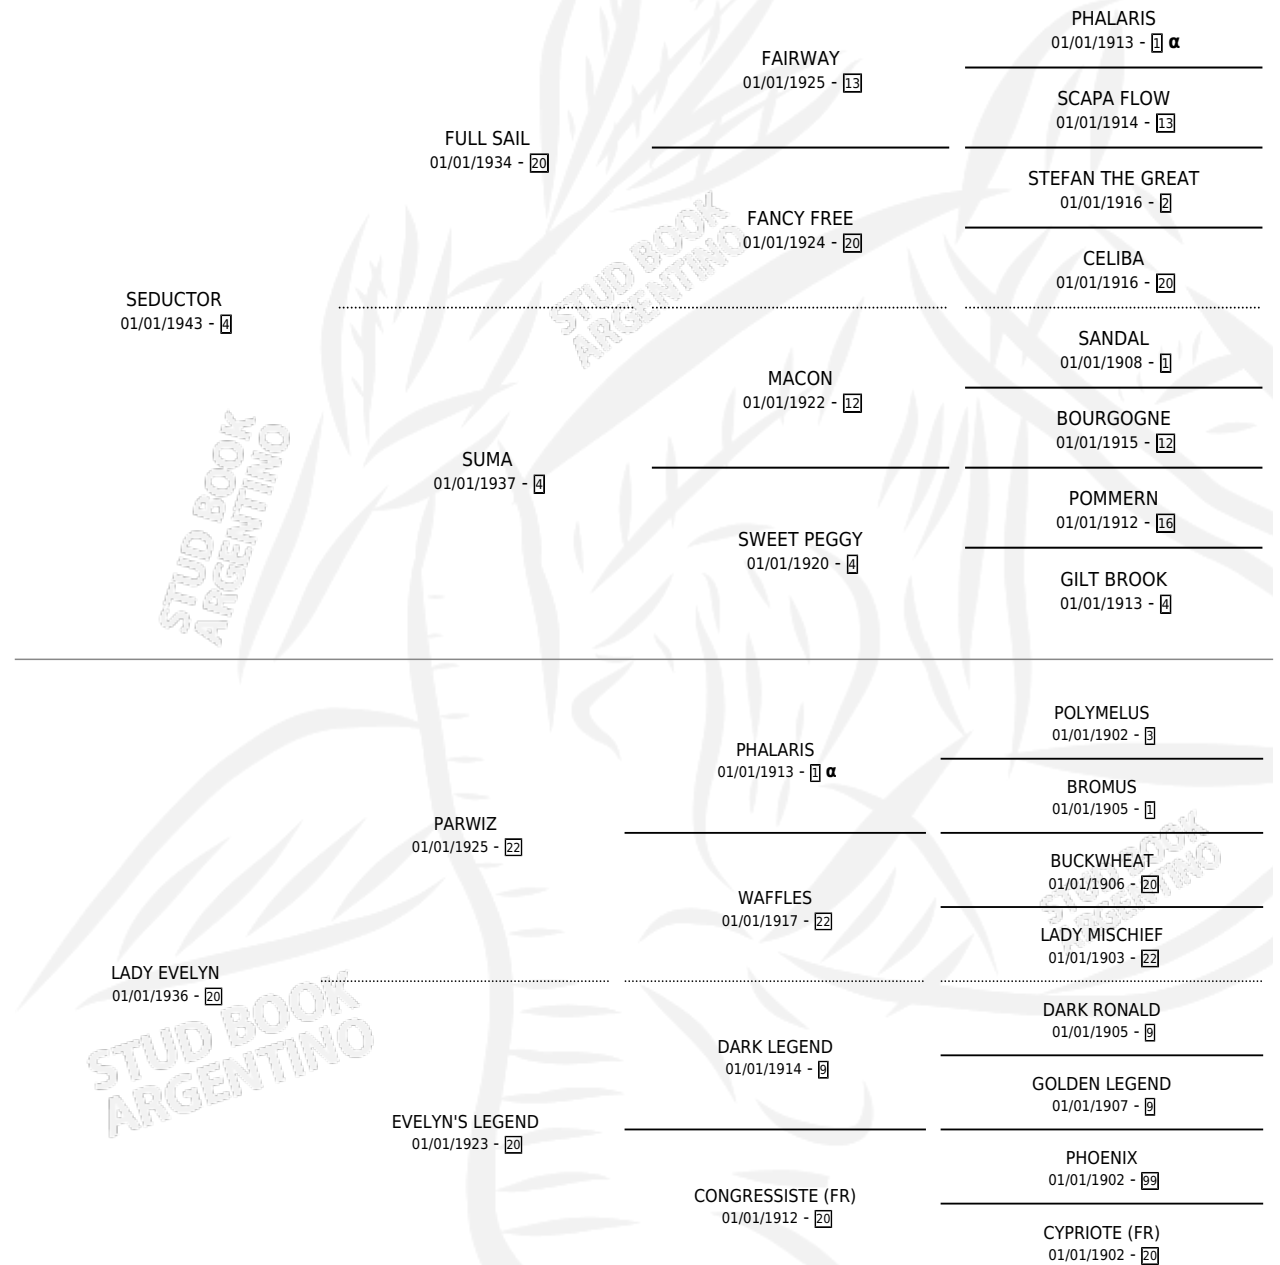 PHALARIS
01/01/1913 - 1 α
FAIRWAY
01/01/1925 - 13
SCAPA FLOW
01/01/1914 - 13
FULL SAIL
01/01/1934 - 20
STEFAN THE GREAT
01/01/1916 - 2
FANCY FREE
01/01/1924 - 20
CELIBA
01/01/1916 - 20
SEDUCTOR
01/01/1943 - 4
SANDAL
01/01/1908 - 1
MACON
01/01/1922 - 12
BOURGOGNE
01/01/1915 - 12
SUMA
01/01/1937 - 4
POMMERN
01/01/1912 - 16
SWEET PEGGY
01/01/1920 - 4
GILT BROOK
01/01/1913 - 4
STUD BOOK
ARGENTINO
STUD BOOK
ARGENTINO
POLYMELUS
01/01/1902 - 3
PHALARIS
01/01/1913 - 1 α
BROMUS
01/01/1905 - 1
PARWIZ
01/01/1925 - 22
BUCKWHEAT
01/01/1906 - 20
WAFFLES
01/01/1917 - 22
LADY MISCHIEF
01/01/1903 - 22
LADY EVELYN
01/01/1936 - 20
DARK RONALD
01/01/1905 - 9
DARK LEGEND
01/01/1914 - 9
GOLDEN LEGEND
01/01/1907 - 9
EVELYN'S LEGEND
01/01/1923 - 20
PHOENIX
01/01/1902 - 99
CONGRESSISTE (FR)
01/01/1912 - 20
CYPRIOTE (FR)
01/01/1902 - 20
STUD BOOK
ARGENTINO
STUD BOOK
ARGENTINO